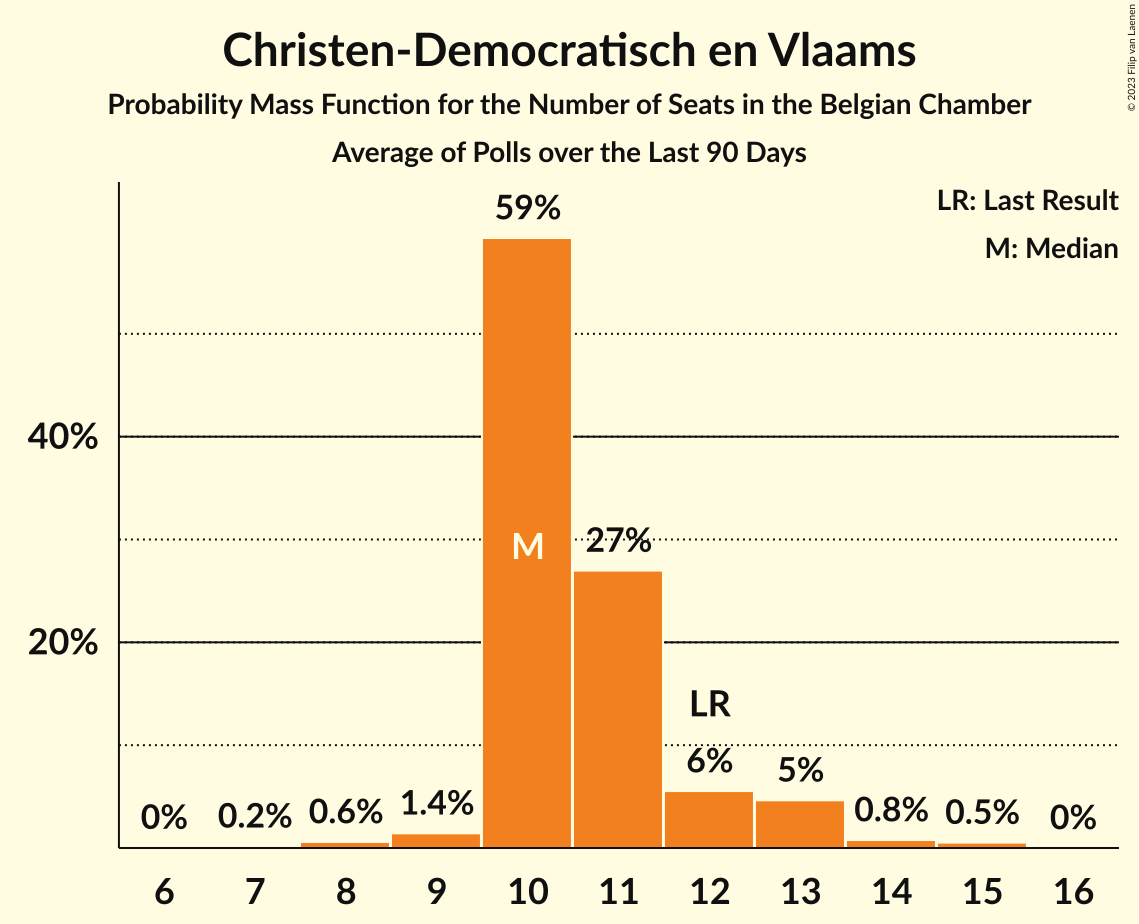 Christen-Democratisch en Vlaams
Probability Mass Function for the Number of Seats in the Belgian Chamber
Average of Polls over the Last 90 Days
© 2023 Filip van Laenen
LR: Last Result
M: Median
59%
40%
M
27%
20%
LR
6%
5%
0%
0.2%
0.6%
1.4%
0.8%
0.5%
0%
6 7 8 9 10 11 12 13 14 15 16